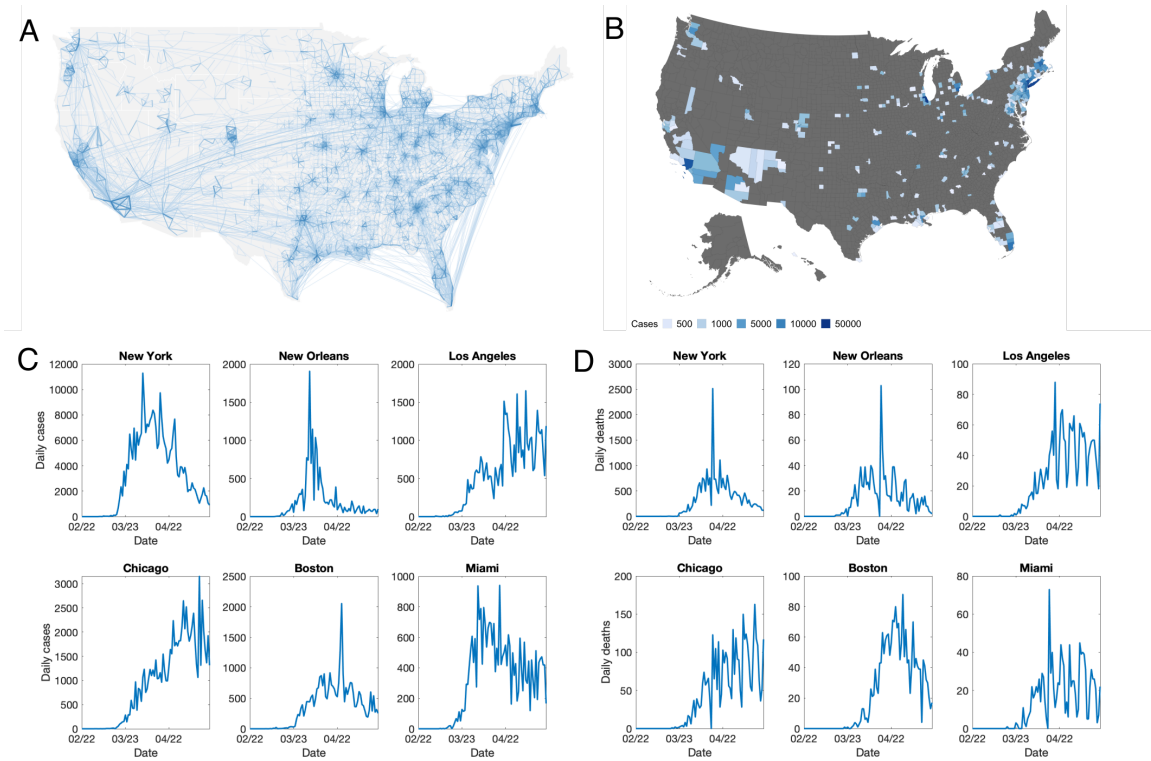 A
B
Cases 500 1000 5000 10000 50000
C
New York
12000
10000
8000
6000
4000
2000
0
Daily cases
02/22 03/23 04/22
Date
New Orleans
2000
1500
1000
500
0
02/22 03/23 04/22
Date
Los Angeles
2000
1500
1000
500
0
02/22 03/23 04/22
Date
Chicago
3000
2500
2000
1500
1000
500
0
Daily cases
02/22 03/23 04/22
Date
Boston
2500
2000
1500
1000
500
0
02/22 03/23 04/22
Date
Miami
1000
800
600
400
200
0
02/22 03/23 04/22
Date
D
New York
3000
2500
2000
1500
1000
500
0
Daily deaths
02/22 03/23 04/22
Date
New Orleans
120
100
80
60
40
20
0
02/22 03/23 04/22
Date
Los Angeles
100
80
60
40
20
0
02/22 03/23 04/22
Date
Chicago
200
150
100
50
0
Daily deaths
02/22 03/23 04/22
Date
Boston
100
80
60
40
20
0
02/22 03/23 04/22
Date
Miami
80
60
40
20
0
02/22 03/23 04/22
Date